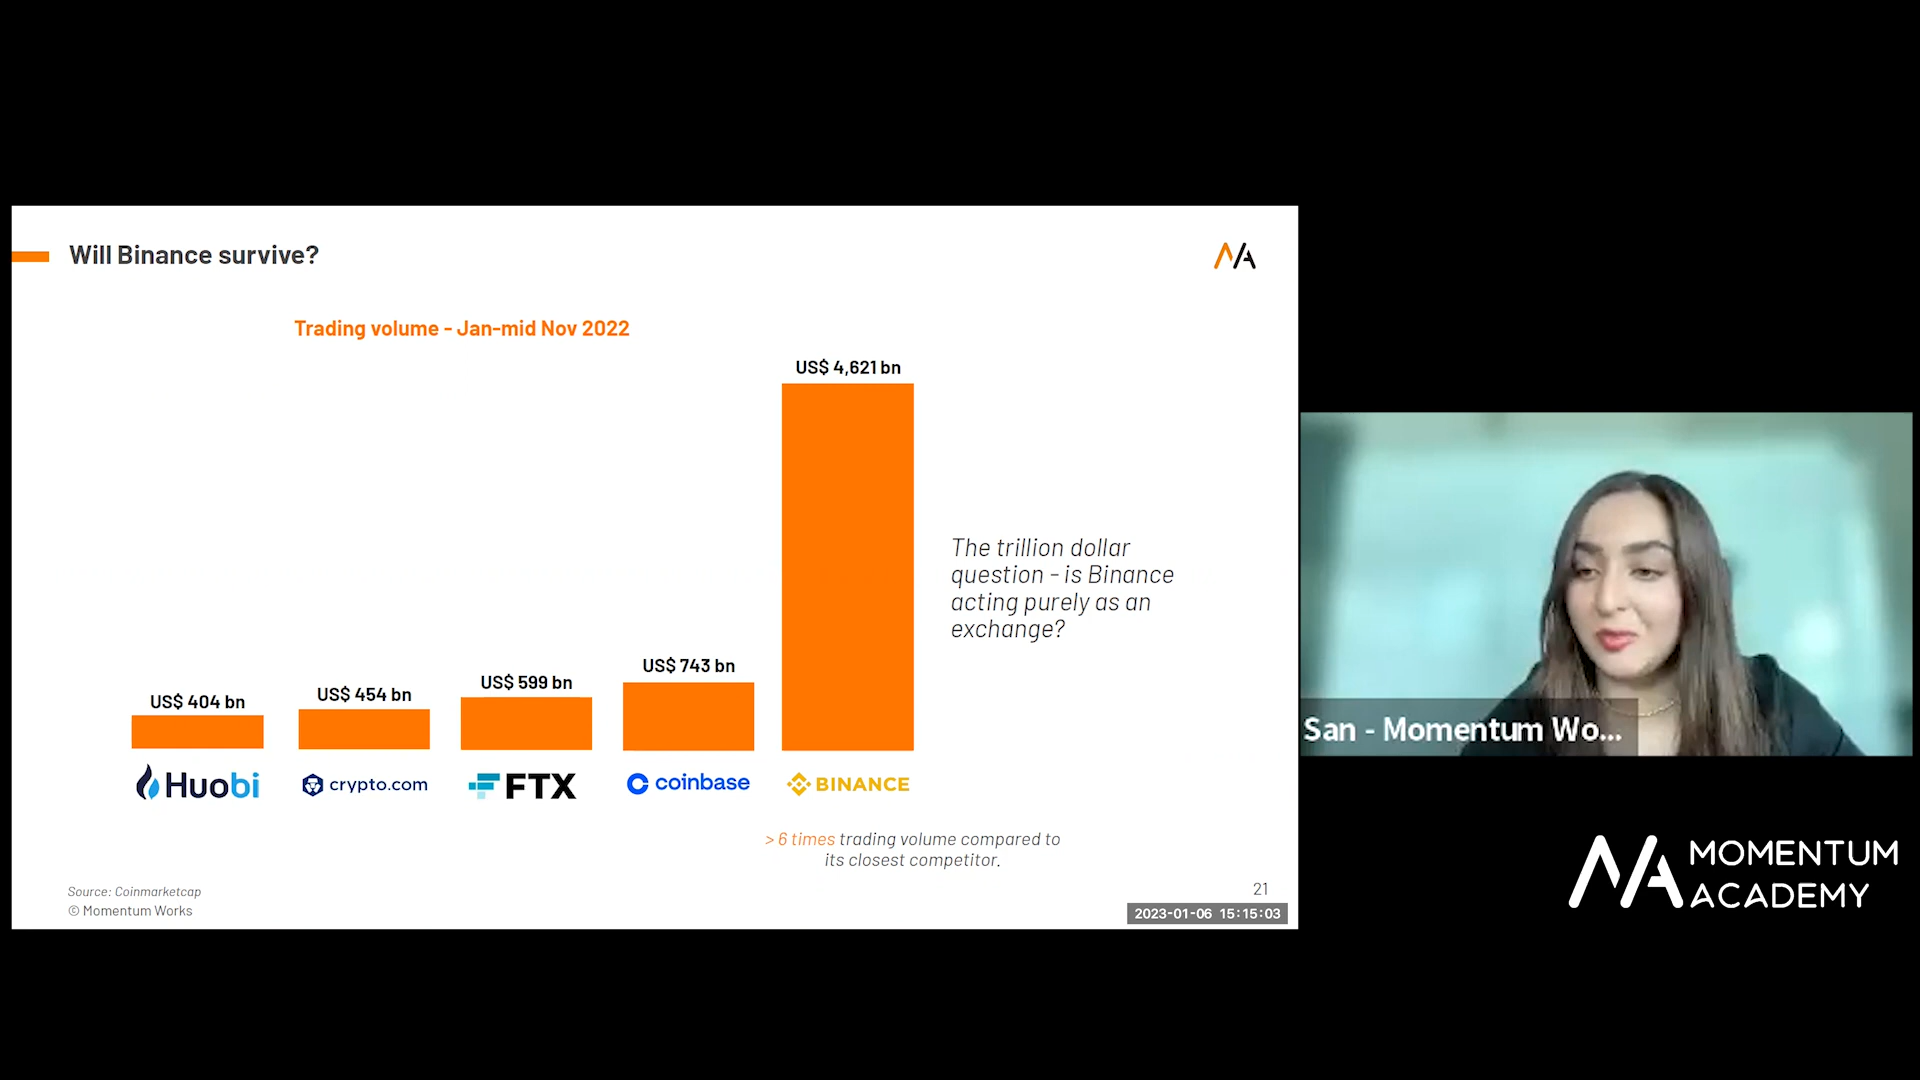 Will Binance survive?
Trading volume - Jan-mid Nov 2022
US$ 404 bn
US$ 454 bn
US$ 599 bn
US$ 743 bn
US$ 4,621 bn
Huobi
crypto.com
FTX
coinbase
BINANCE
The trillion dollar
question - is Binance
acting purely as an
exchange?
> 6 times trading volume compared to
its closest competitor.
Source: Coinmarketcap
© Momentum Works
21
2023-01-06 15:15:03
San - Momentum Wo...
MOMENTUM
ACADEMY